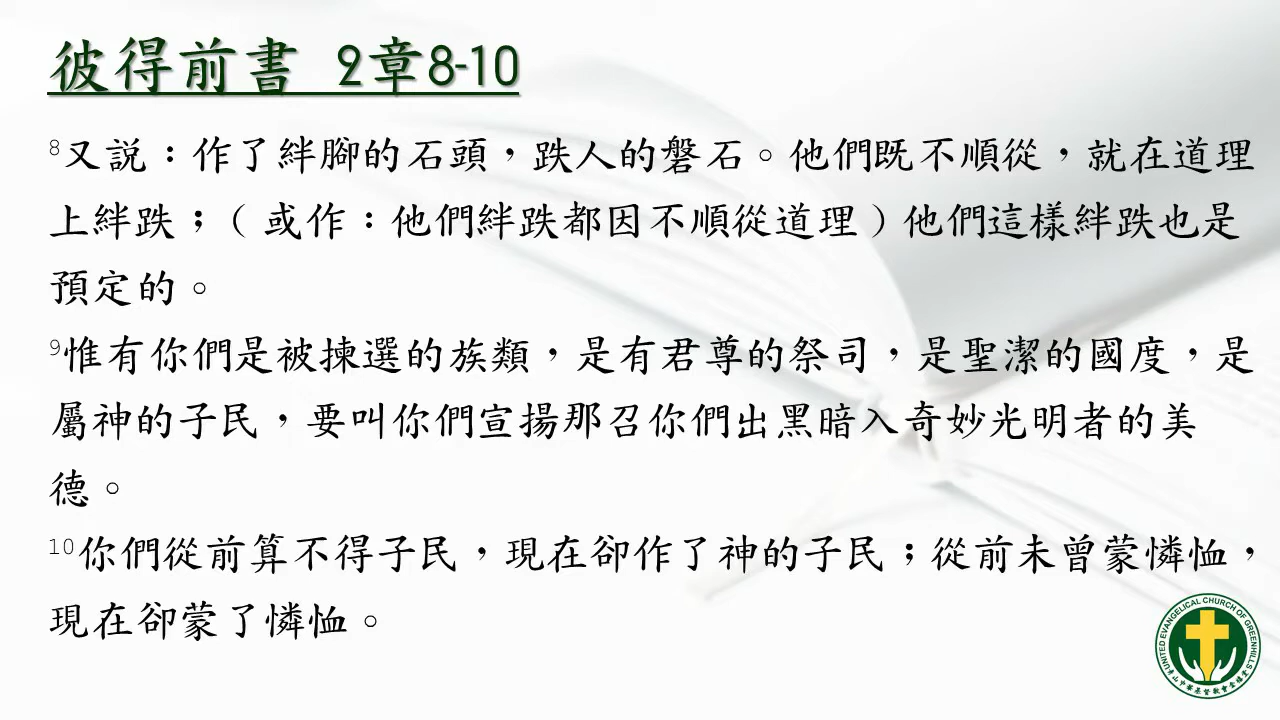 彼得前書 2章8-10
8又説：作了絆腳的石頭，跌人的磐石。他們既不順從，就在道理
上絆跌；（或作：他們絆跌都因不順從道理）他們這樣絆跌也是
預定的。
9惟有你們是被揀選的族類，是有君尊的祭司，是聖潔的國度，是
屬神的子民，要叫你們宣揚那召你們出黑暗入奇妙光明者的美
德。
10你們從前算不得子民，現在卻作了神的子民；從前未曾蒙憐恤，
現在卻蒙了憐恤。
UNITED EVANGELICAL CHURCH OF GREENHILLS